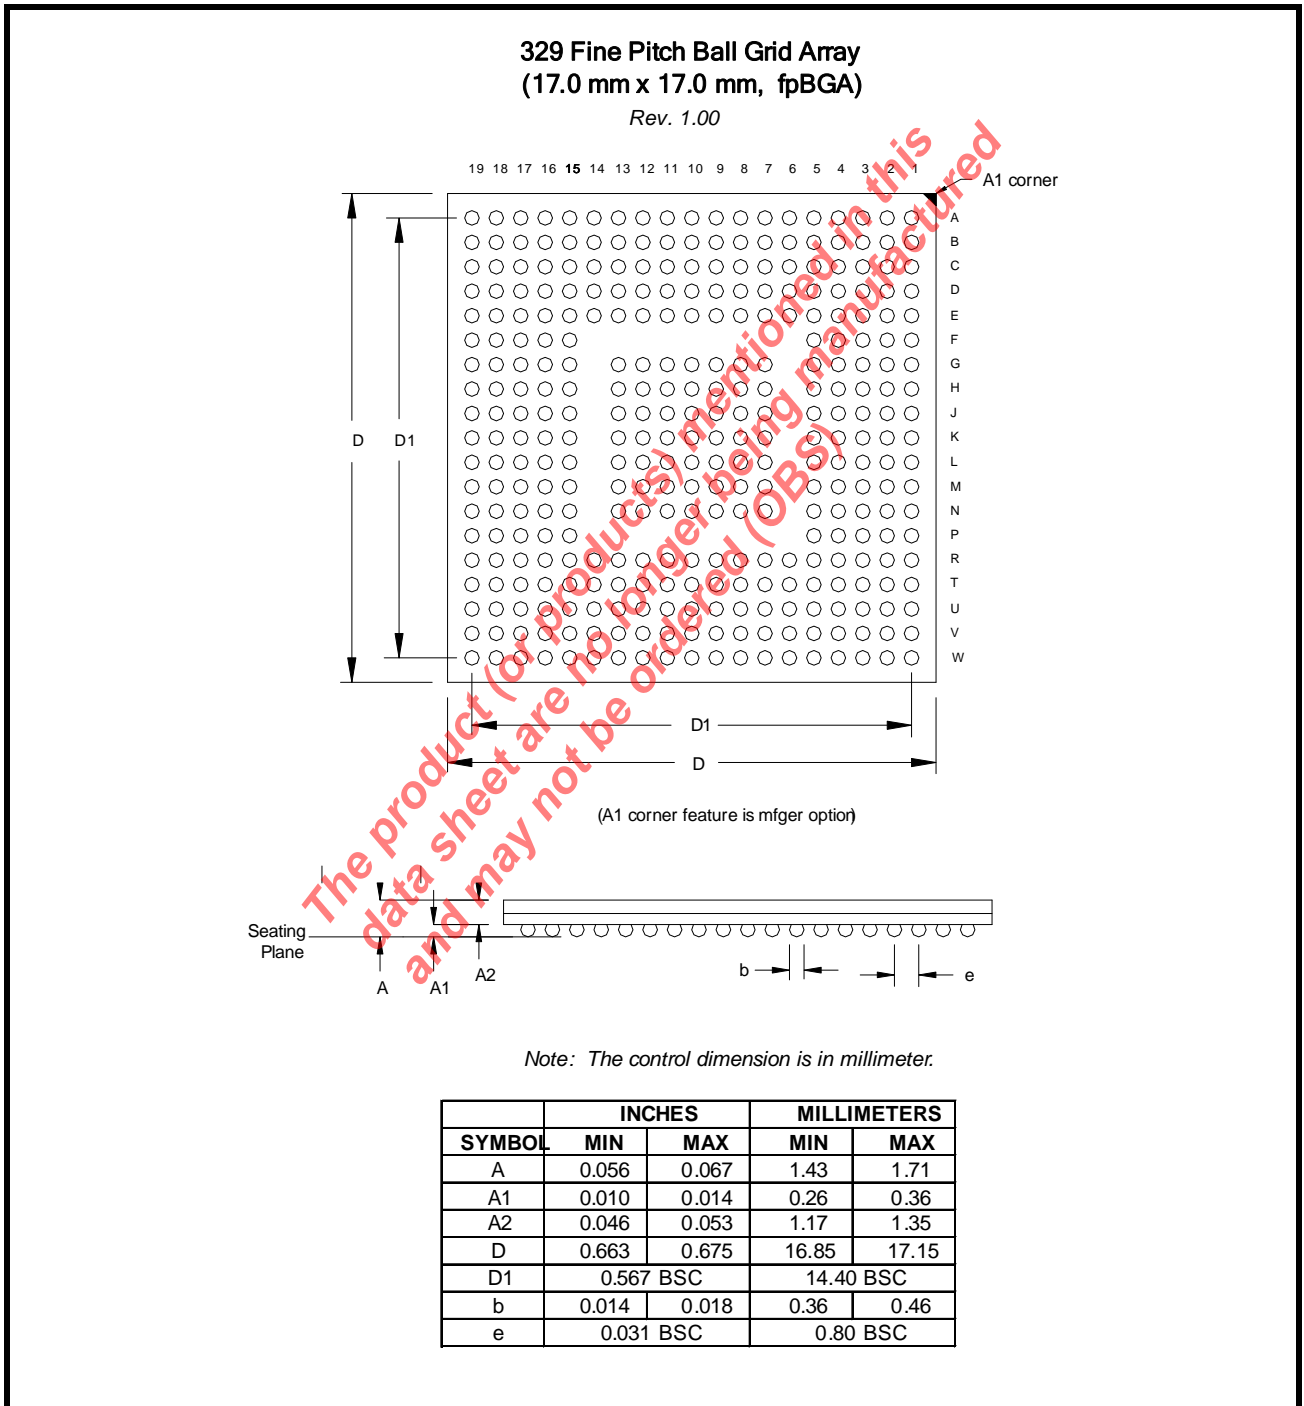 329 Fine Pitch Ball Grid Array
(17.0 mm x 17.0 mm, fpBGA)
Rev. 1.00
19 18 17 16 15 14 13 12 11 10 9 8 7 6 5 4 3 2 1
A1 corner
A
B
C
D
E
F
G
H
J
K
L
M
N
P
R
T
U
V
W
D D1
D1
D
The product (or products) mentioned in this
data sheet are no longer being manufactured
and may not be ordered (OBS)
(A1 corner feature is mfger option)
Seating
Plane
A A1 A2
b e
Note: The control dimension is in millimeter.
INCHES MILLIMETERS
SYMBOL MIN MAX MIN MAX
A 0.056 0.067 1.43 1.71
A1 0.010 0.014 0.26 0.36
A2 0.046 0.053 1.17 1.35
D 0.663 0.675 16.85 17.15
D1 0.567 BSC 14.40 BSC
b 0.014 0.018 0.36 0.46
e 0.031 BSC 0.80 BSC